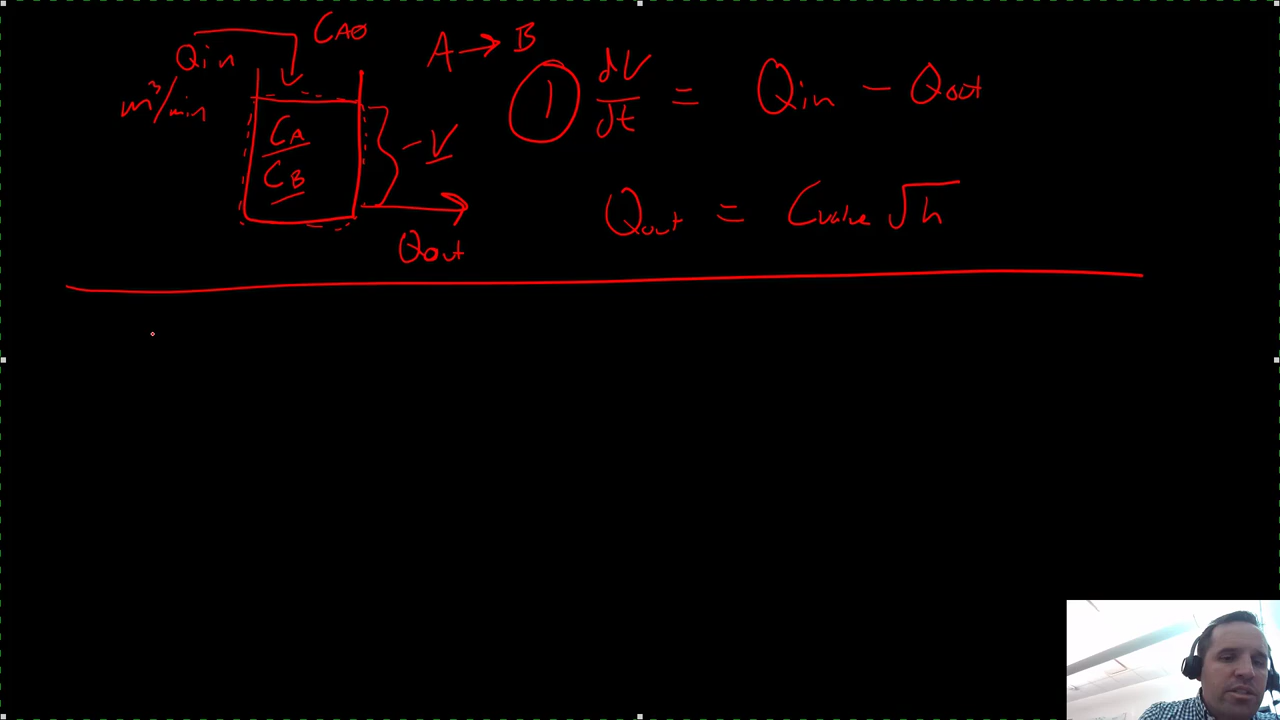 CA0
Qin
m³/min
CA
CB
V
Qout
A → B
① dV/dt = Qin - Qout
Qout = Cvalve √h